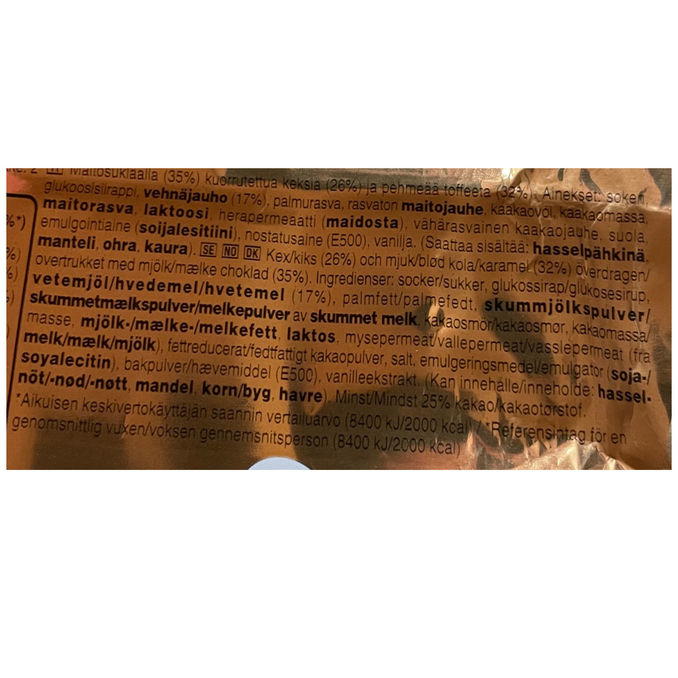 Maitosuklaalla (35%) kuorrutettua keksiä (26%) ja pehmeää toffeeta (32%). Ainekset: sokeri,
glukoosisiirappi, vehnäjauho (17%), palmurasva, rasvaton maitojauhe, kaakaovoi, kaakaomassa,
maitorasva, laktoosi, herapermeaatti (maidosta), vähärasvainen kaakaojauhe, suola,
emulgointiaine (soijalesitiini), nostatusaine (E500), vanilja. (Saattaa sisältää: hasselpähkinä,
manteli, ohra, kaura). SE NO DK Kex/kiks (26%) och mjuk/blød kola/karamel (32%) överdragen/
overtrukket med mjölk/mælke choklad (35%). Ingredienser: socker/sukker, glukossirap/glukosesirup,
vetemjöl/hvedemel/hvetemel (17%), palmfett/palmefedt, skummjölkspulver/
skummetmælkspulver/melkepulver av skummet melk, kakaosmör/kakaosmør, kakaomassa/
masse, mjölk-/mælke-/melkefett, laktos, mysepermeat/vallepermeat/vasslepermeat (fra
melk/mælk/mjölk), fettreducerat/fedtfattigt kakaopulver, salt, emulgeringsmedel/emulgator (soja-/
soyalecitin), bakpulver/hævemiddel (E500), vanilleekstrakt. (Kan innehålle/inneholde: hassel-
nöt/-nød/-nøtt, mandel, korn/byg, havre) Minst/Mindst 25% kakao/kakaotørstof.
*Aikuisen keskivertokäyttäjän saannin vertailuarvo (8400 kJ/2000 kcal) / *Referensintag för en
genomsnittlig vuxen/voksen gennemsnitsperson (8400 kJ/2000 kcal)